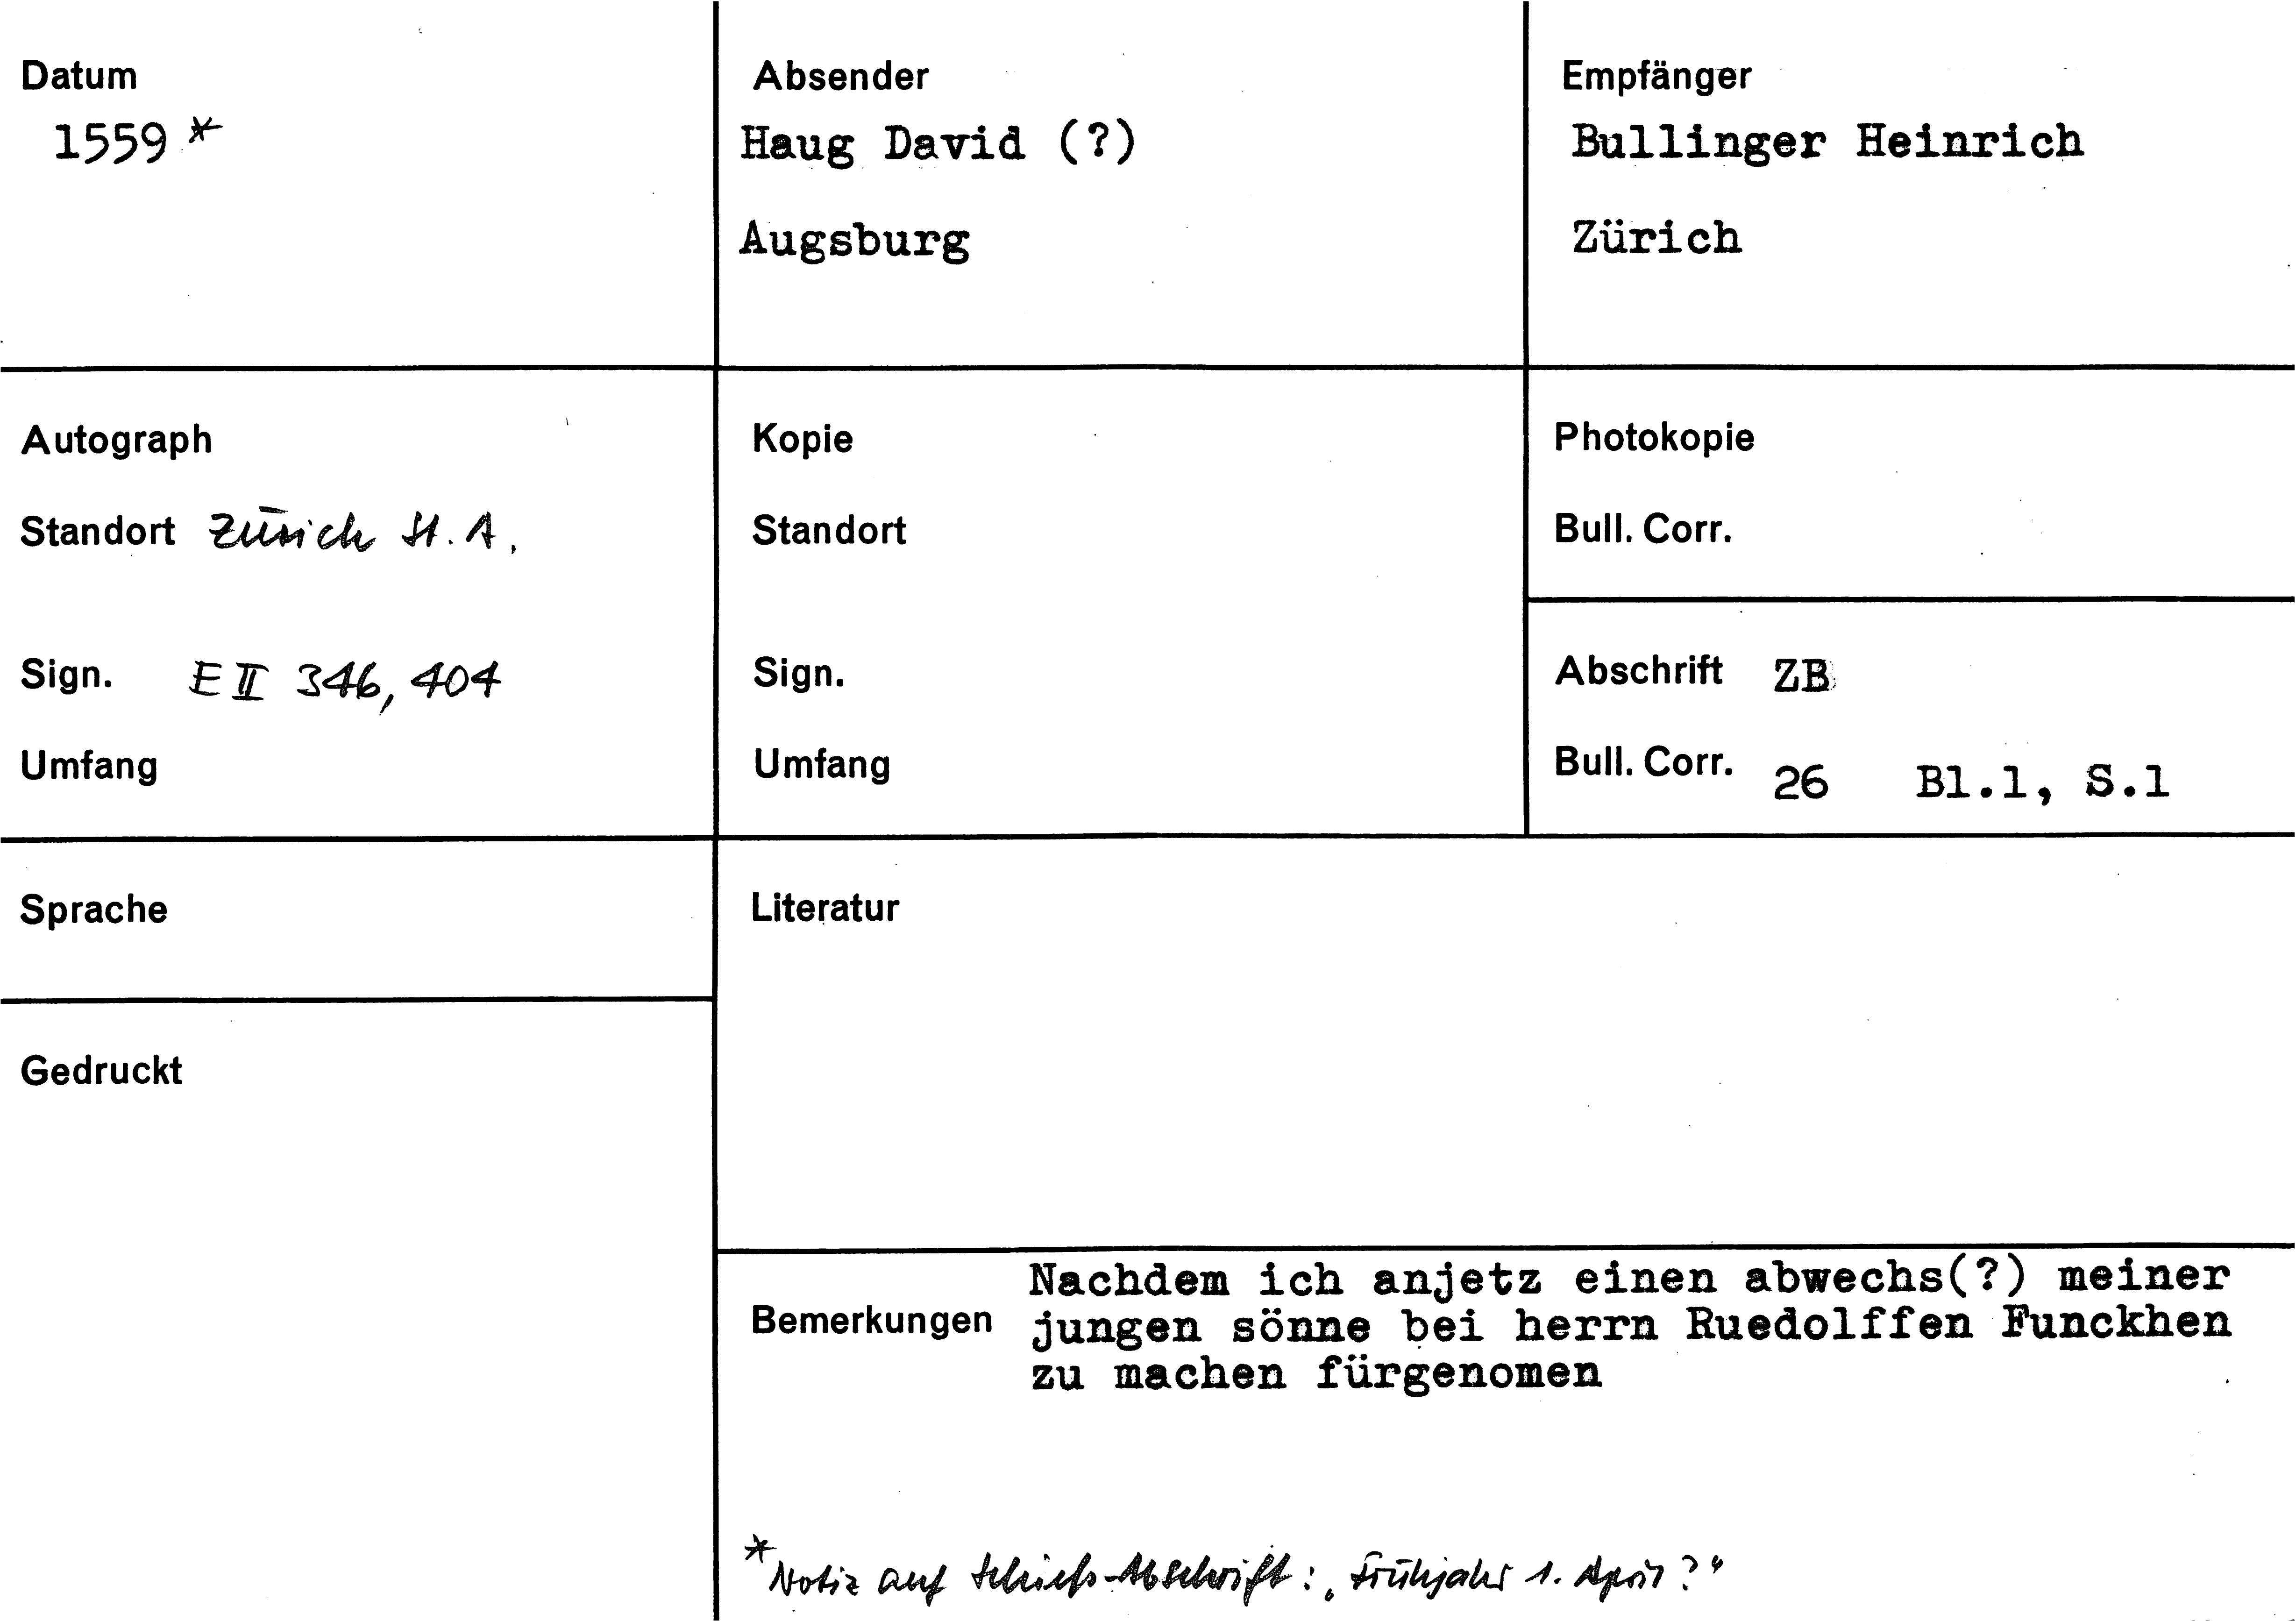 Datum
1559 *
Absender
Haug David (?)
Augsburg
Empfänger
Bullinger Heinrich
Zürich
Autograph
Standort Zürich St. A.
Sign. E II 346, 404
Umfang
Kopie
Standort
Sign.
Umfang
Photokopie
Bull. Corr.
Abschrift ZB
Bull. Corr. 26 Bl.1, S.1
Sprache
Literatur
Gedruckt
Bemerkungen
Nachdem ich anjetz einen abwechs(?) meiner
jungen sönne bei herrn Ruedolffen Funckhen
zu machen fürgenomen
* Notiz auf Schieß-Abschrift: „Frühjahr 1. April?"